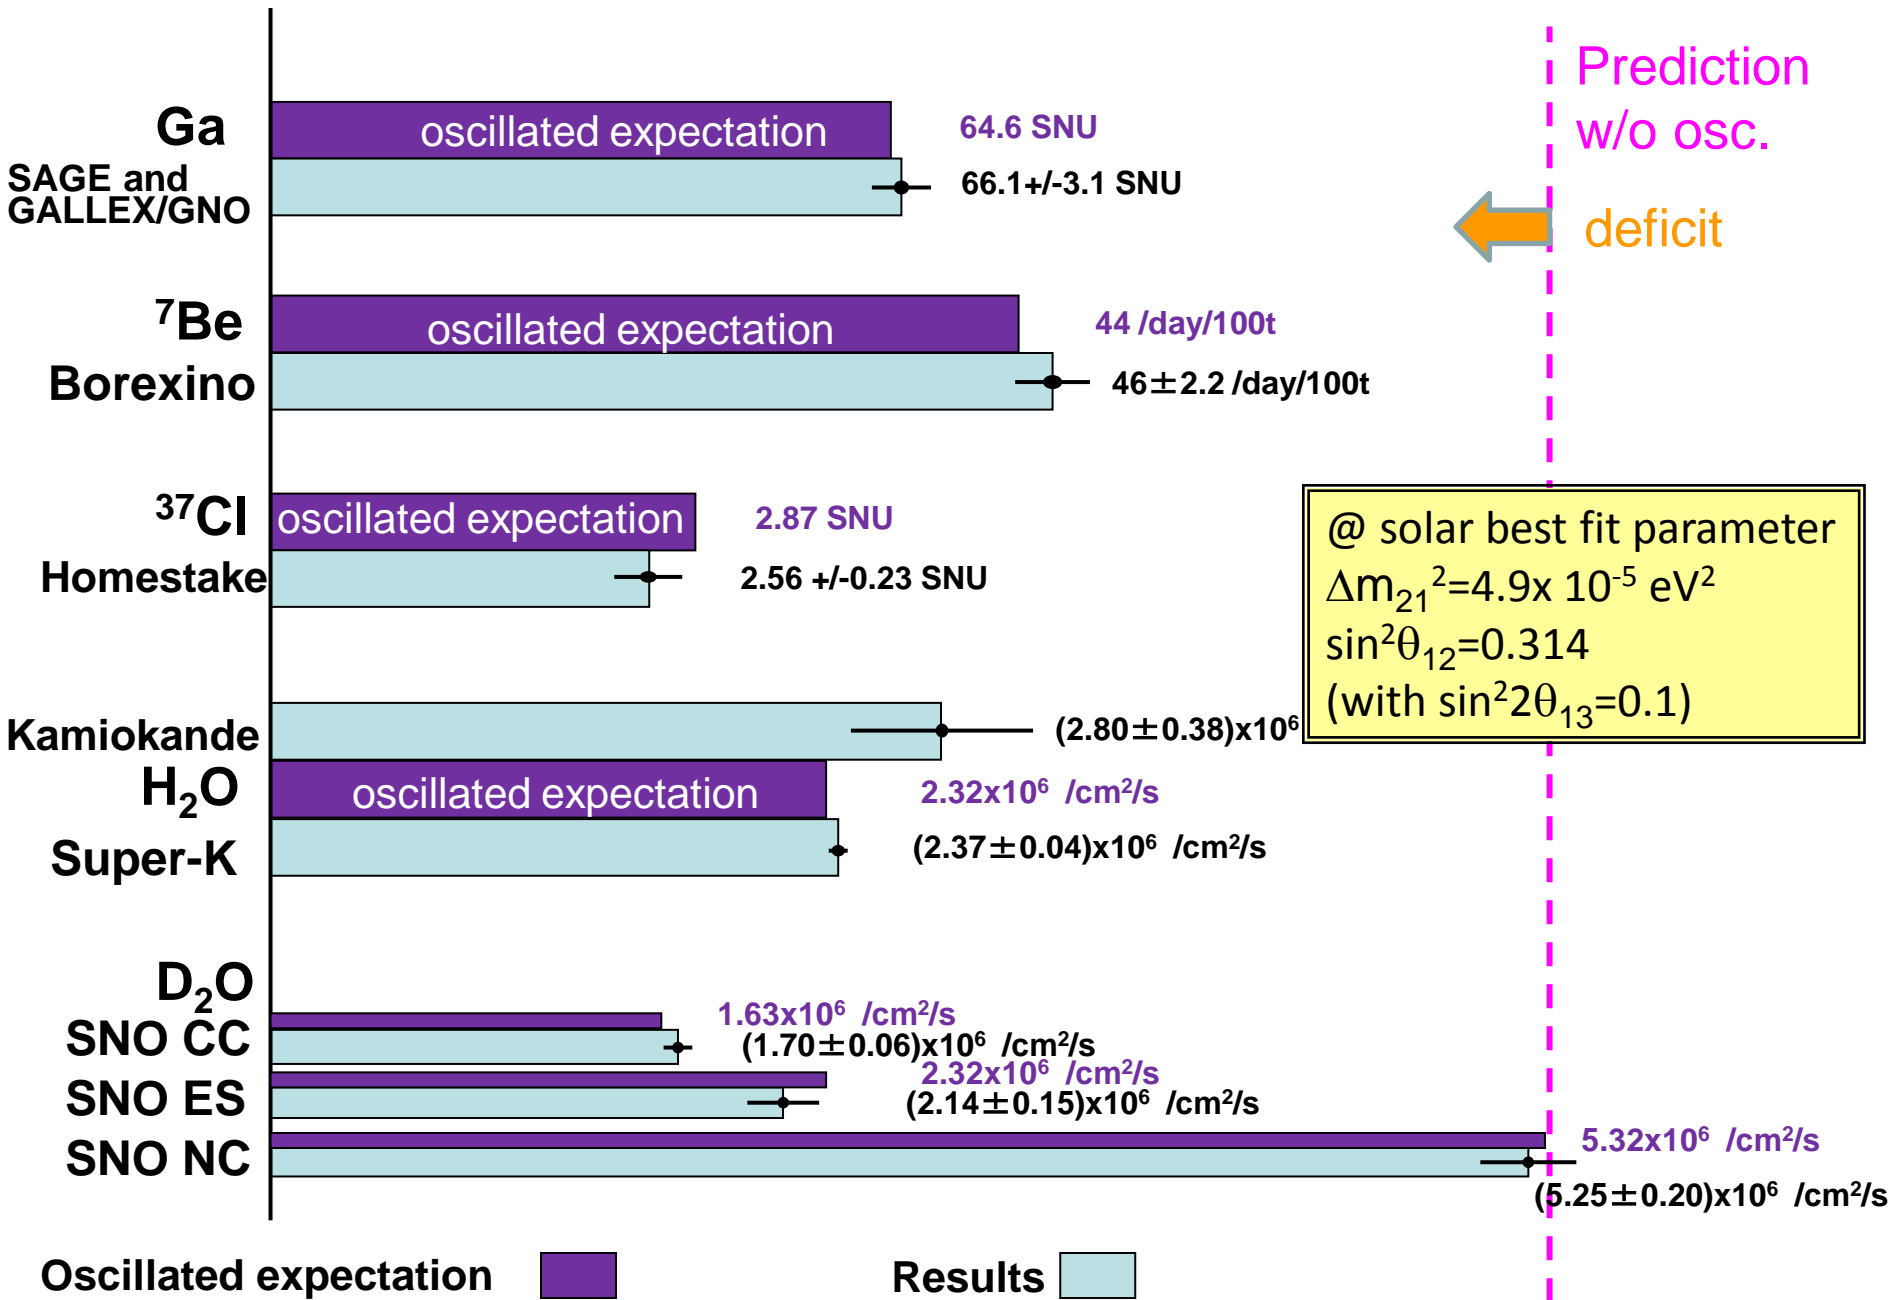 Prediction
w/o osc.
Ga
oscillated expectation
64.6 SNU
SAGE and
GALLEX/GNO
66.1+/-3.1 SNU
deficit
⁷Be
oscillated expectation
44 /day/100t
Borexino
46±2.2 /day/100t
³⁷Cl
oscillated expectation
2.87 SNU
Homestake
2.56 +/-0.23 SNU
@ solar best fit parameter
Δm₂₁²=4.9x 10⁻⁵ eV²
sin²θ₁₂=0.314
(with sin²2θ₁₃=0.1)
Kamiokande
(2.80±0.38)x10⁶
H₂O
oscillated expectation
2.32x10⁶ /cm²/s
Super-K
(2.37±0.04)x10⁶ /cm²/s
D₂O
1.63x10⁶ /cm²/s
SNO CC
(1.70±0.06)x10⁶ /cm²/s
2.32x10⁶ /cm²/s
SNO ES
(2.14±0.15)x10⁶ /cm²/s
SNO NC
5.32x10⁶ /cm²/s
(5.25±0.20)x10⁶ /cm²/s
Oscillated expectation
Results